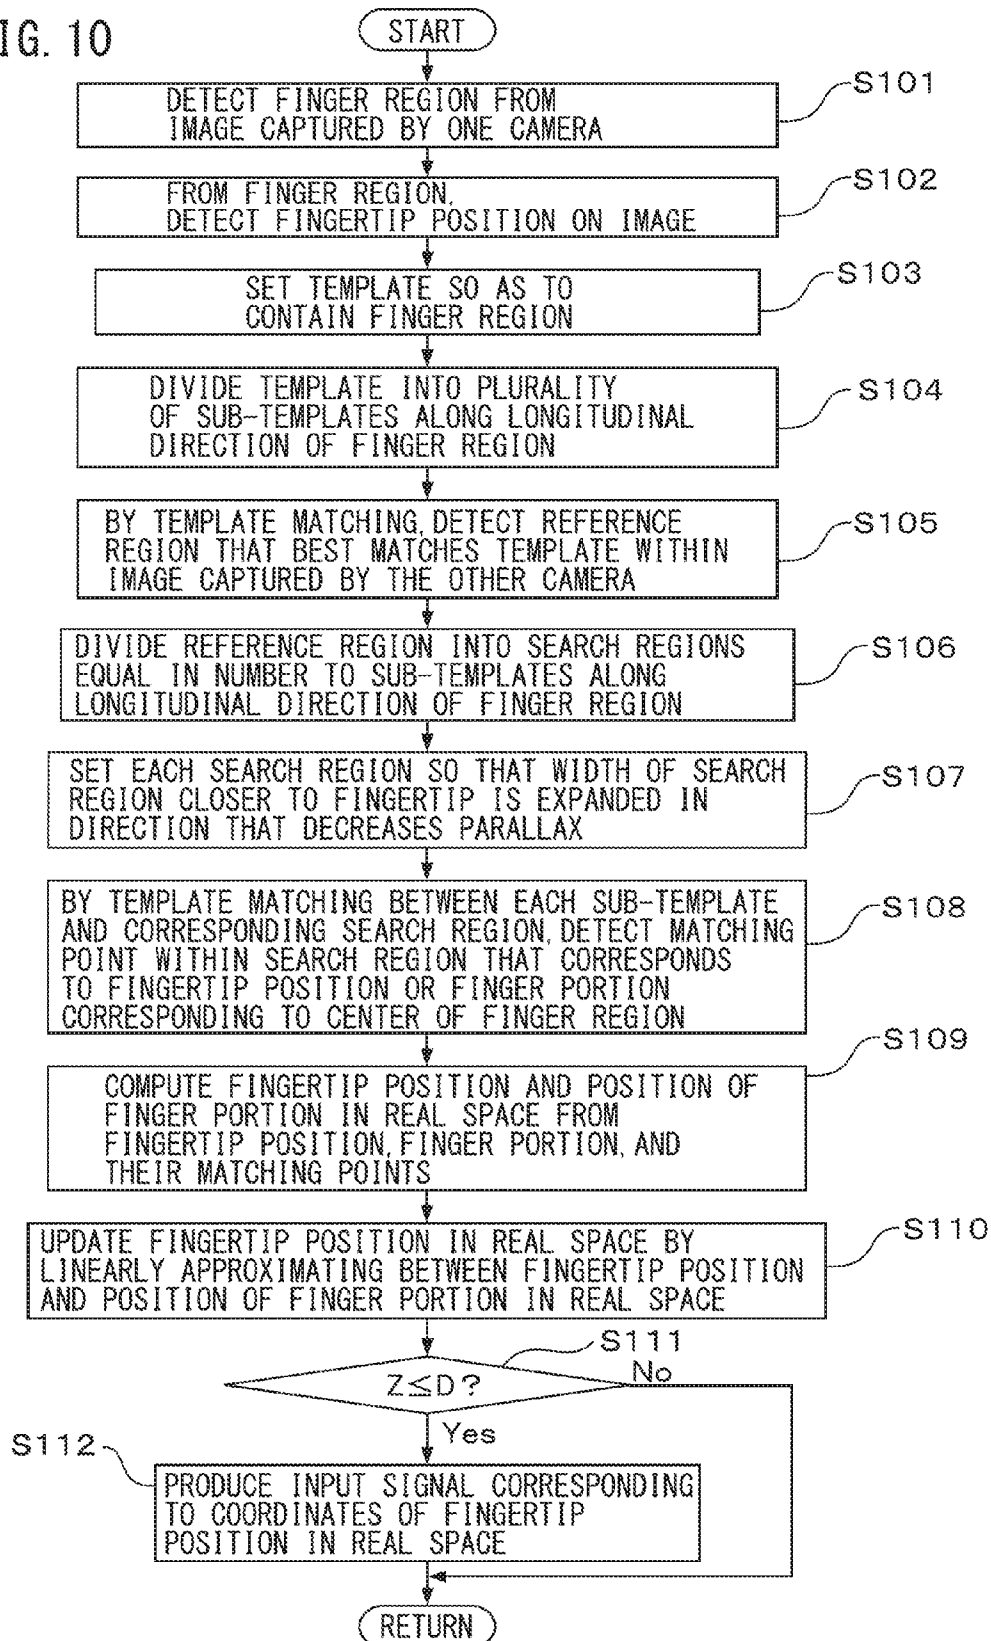 IG. 10
START
S101
DETECT FINGER REGION FROM
IMAGE CAPTURED BY ONE CAMERA
S102
FROM FINGER REGION,
DETECT FINGERTIP POSITION ON IMAGE
S103
SET TEMPLATE SO AS TO
CONTAIN FINGER REGION
S104
DIVIDE TEMPLATE INTO PLURALITY
OF SUB-TEMPLATES ALONG LONGITUDINAL
DIRECTION OF FINGER REGION
S105
BY TEMPLATE MATCHING, DETECT REFERENCE
REGION THAT BEST MATCHES TEMPLATE WITHIN
IMAGE CAPTURED BY THE OTHER CAMERA
S106
DIVIDE REFERENCE REGION INTO SEARCH REGIONS
EQUAL IN NUMBER TO SUB-TEMPLATES ALONG
LONGITUDINAL DIRECTION OF FINGER REGION
S107
SET EACH SEARCH REGION SO THAT WIDTH OF SEARCH
REGION CLOSER TO FINGERTIP IS EXPANDED IN
DIRECTION THAT DECREASES PARALLAX
S108
BY TEMPLATE MATCHING BETWEEN EACH SUB-TEMPLATE
AND CORRESPONDING SEARCH REGION, DETECT MATCHING
POINT WITHIN SEARCH REGION THAT CORRESPONDS
TO FINGERTIP POSITION OR FINGER PORTION
CORRESPONDING TO CENTER OF FINGER REGION
S109
COMPUTE FINGERTIP POSITION AND POSITION OF
FINGER PORTION IN REAL SPACE FROM
FINGERTIP POSITION, FINGER PORTION, AND
THEIR MATCHING POINTS
S110
UPDATE FINGERTIP POSITION IN REAL SPACE BY
LINEARLY APPROXIMATING BETWEEN FINGERTIP POSITION
AND POSITION OF FINGER PORTION IN REAL SPACE
S111
Z≦D?
No
Yes
S112
PRODUCE INPUT SIGNAL CORRESPONDING
TO COORDINATES OF FINGERTIP
POSITION IN REAL SPACE
RETURN